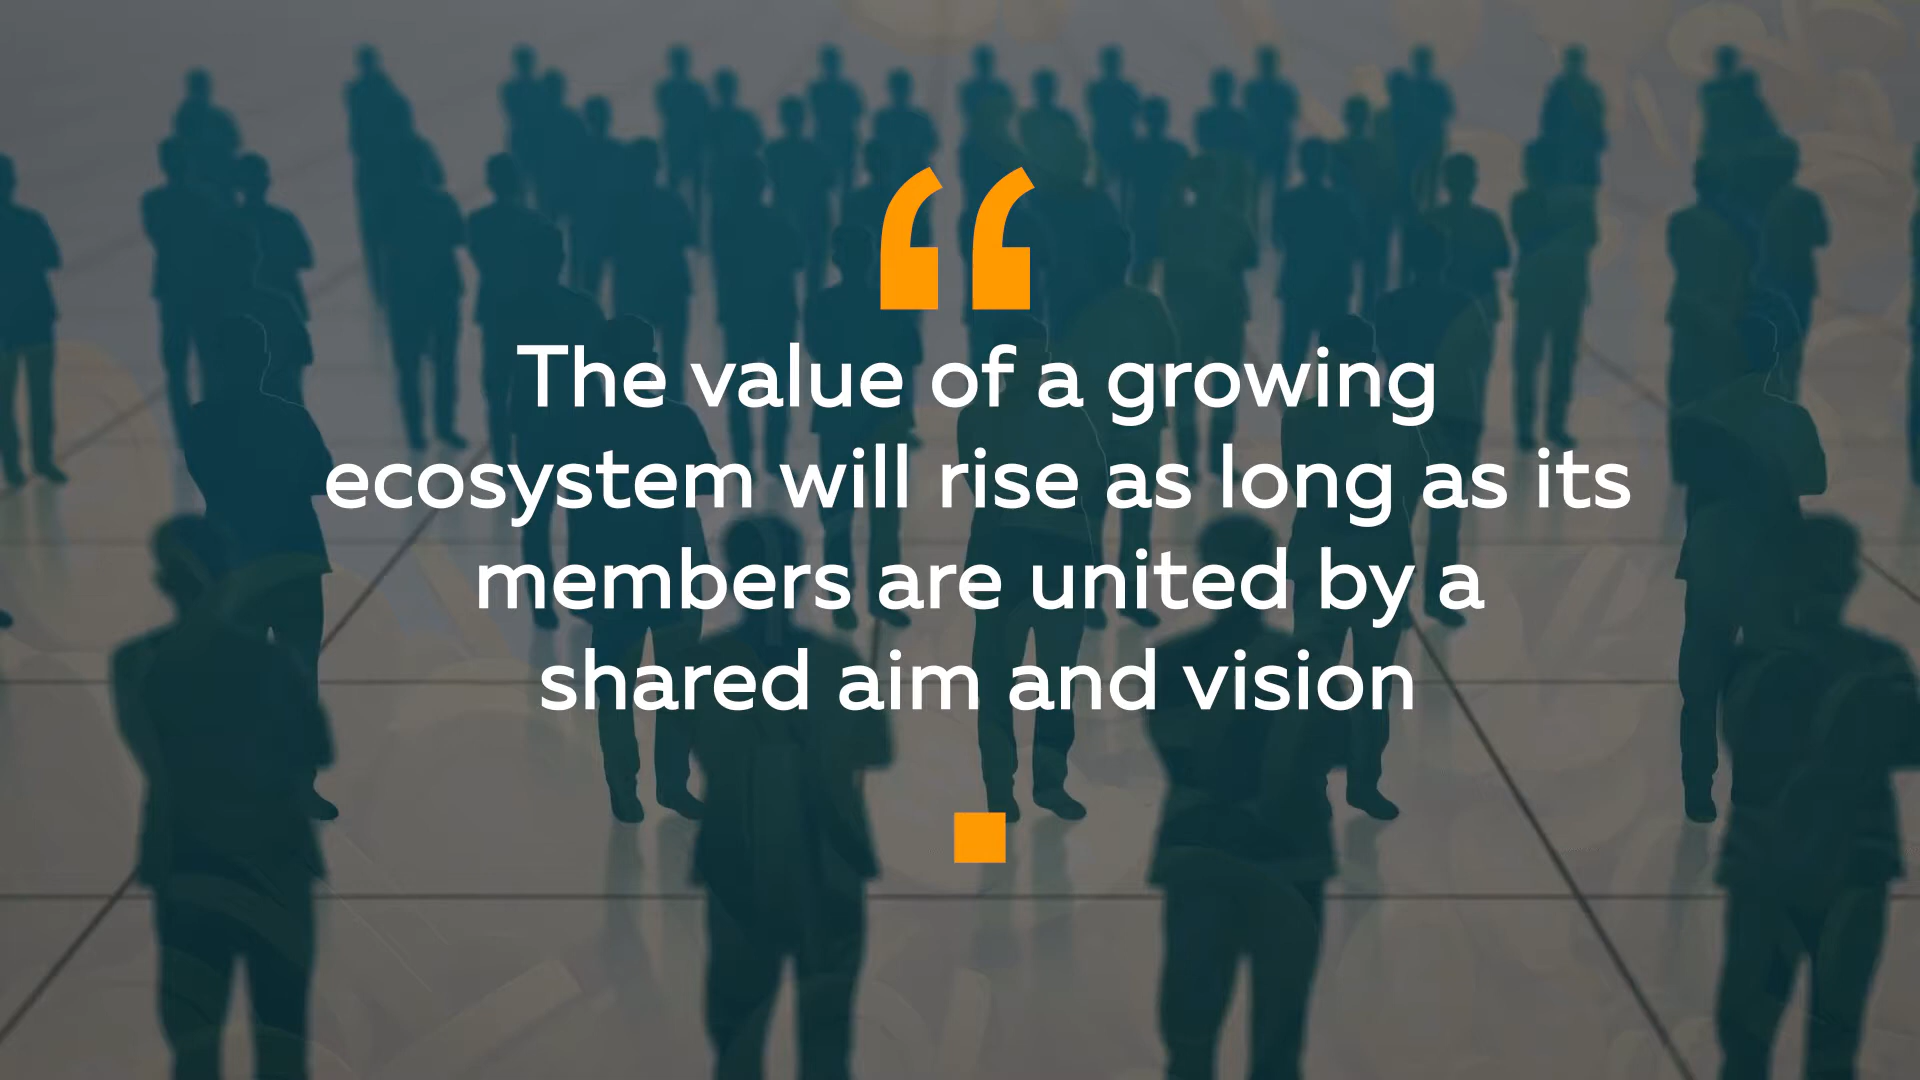 “
The value of a growing
ecosystem will rise as long as its
members are united by a
shared aim and vision